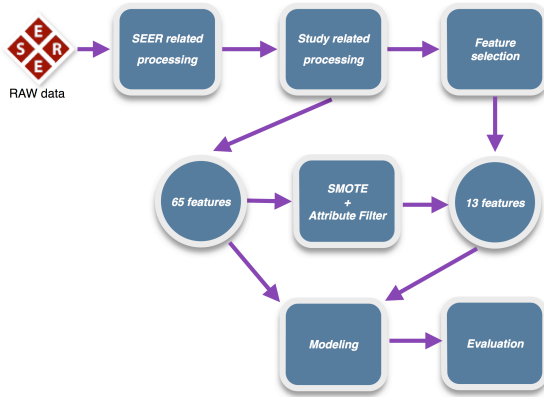 E
S E R
E
RAW data
SEER related
processing
Study related
processing
Feature
selection
65 features
SMOTE
+
Attribute Filter
13 features
Modeling
Evaluation